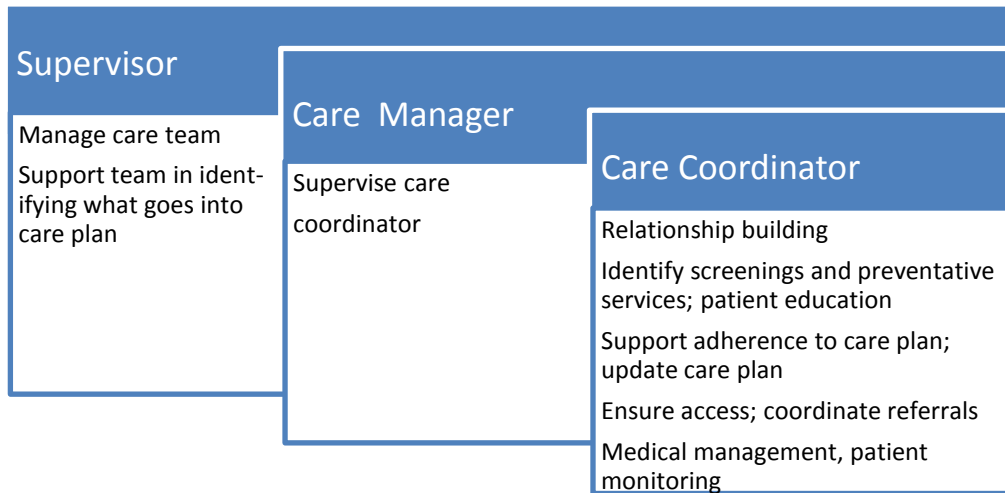 Supervisor
Manage care team
Support team in ident-
ifying what goes into
care plan
Care Manager
Supervise care
coordinator
Care Coordinator
Relationship building
Identify screenings and preventative
services; patient education
Support adherence to care plan;
update care plan
Ensure access; coordinate referrals
Medical management, patient
monitoring